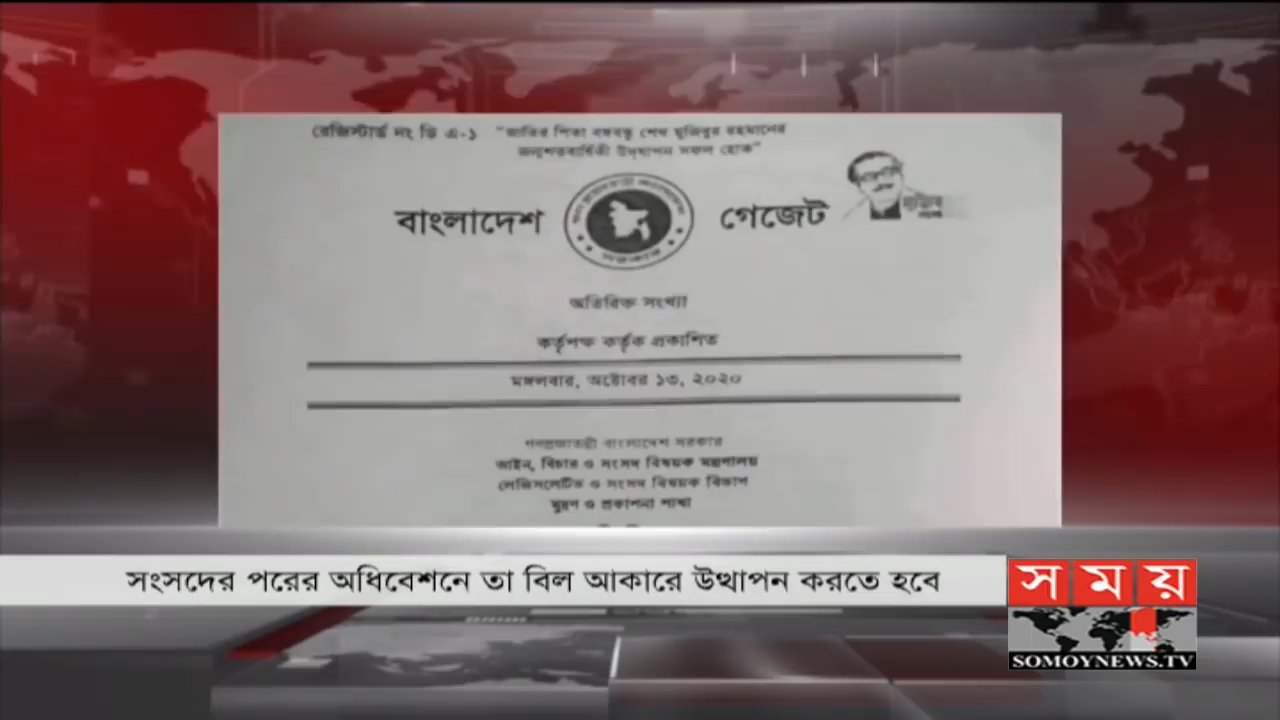 রেজিস্টার্ড নং ডি এ-১
"জাতির পিতা বঙ্গবন্ধু শেখ মুজিবুর রহমানের
জন্মশতবার্ষিকী উদ্‌যাপন সফল হোক"
বাংলাদেশ
গেজেট
সরকার
অতিরিক্ত সংখ্যা
কর্তৃপক্ষ কর্তৃক প্রকাশিত
মঙ্গলবার, অক্টোবর ১৩, ২০২০
গণপ্রজাতন্ত্রী বাংলাদেশ সরকার
আইন, বিচার ও সংসদ বিষয়ক মন্ত্রণালয়
লেজিসলেটিভ ও সংসদ বিষয়ক বিভাগ
মুদ্রণ ও প্রকাশনা শাখা
সংসদের পরের অধিবেশনে তা বিল আকারে উত্থাপন করতে হবে
সময়
SOMOYNEWS.TV